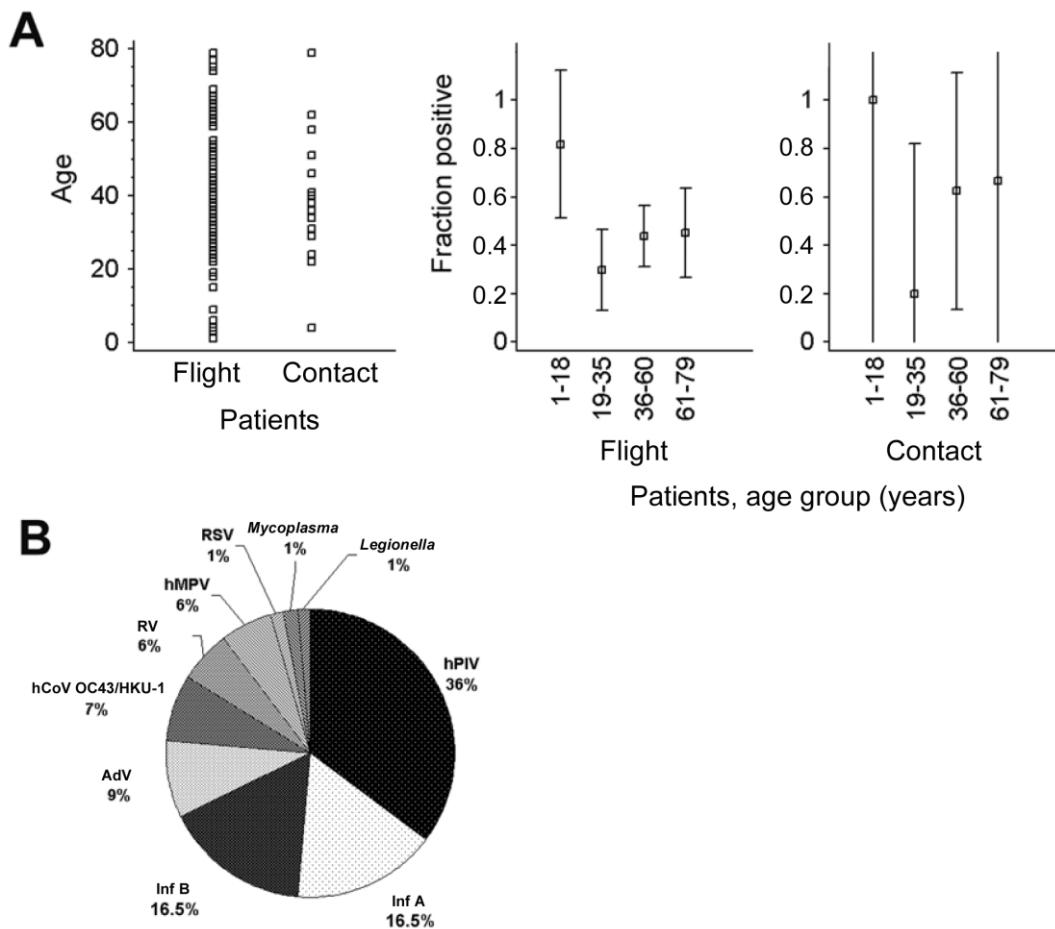 A
Age
80
60
40
20
0
Flight
Contact
Patients
Fraction positive
1
0.8
0.6
0.4
0.2
0
1-18
19-35
36-60
61-79
Flight
1
0.8
0.6
0.4
0.2
0
1-18
19-35
36-60
61-79
Contact
Patients, age group (years)
B
RSV
1%
Mycoplasma
1%
Legionella
1%
hMPV
6%
RV
6%
hCoV OC43/HKU-1
7%
AdV
9%
Inf B
16.5%
Inf A
16.5%
hPIV
36%